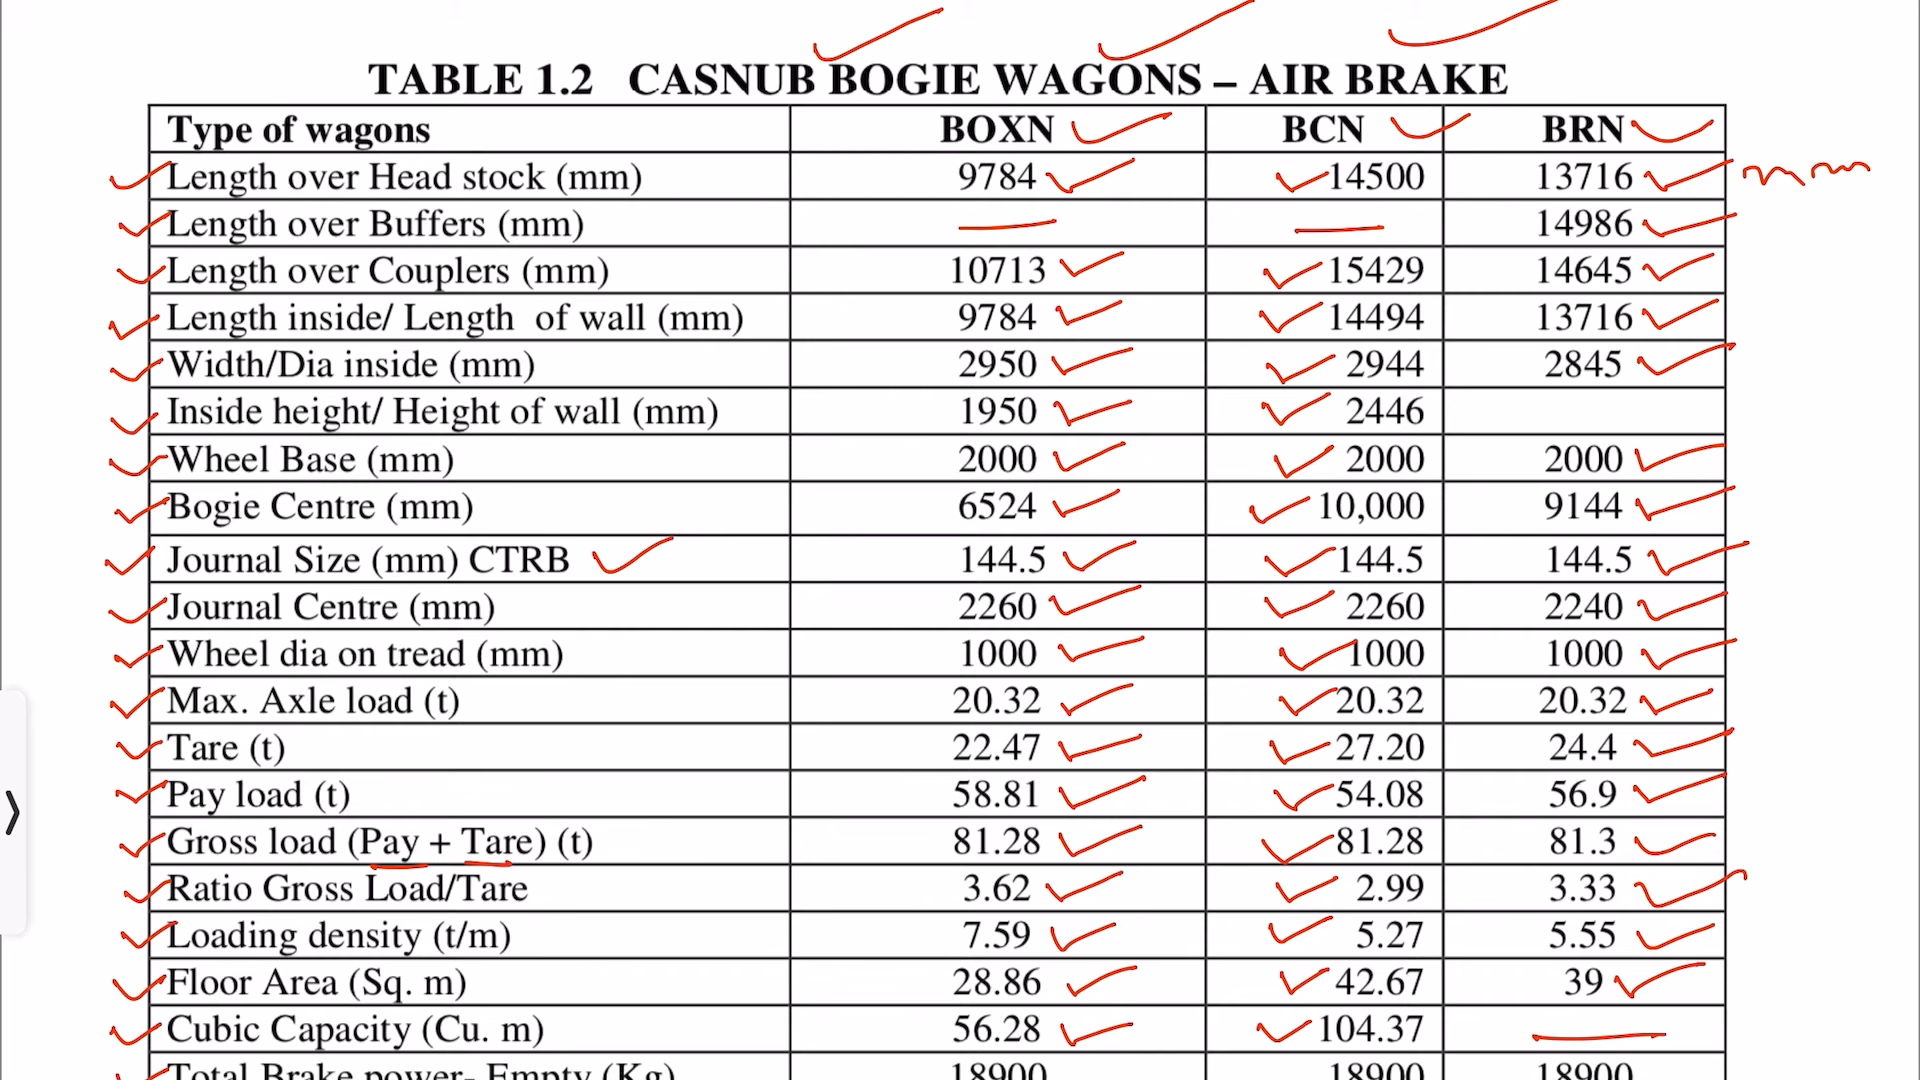 TABLE 1.2 CASNUB BOGIE WAGONS – AIR BRAKE
Type of wagons BOXN BCN BRN
Length over Head stock (mm) 9784 14500 13716 mm
Length over Buffers (mm) 14986
Length over Couplers (mm) 10713 15429 14645
Length inside/ Length of wall (mm) 9784 14494 13716
Width/Dia inside (mm) 2950 2944 2845
Inside height/ Height of wall (mm) 1950 2446
Wheel Base (mm) 2000 2000 2000
Bogie Centre (mm) 6524 10,000 9144
Journal Size (mm) CTRB 144.5 144.5 144.5
Journal Centre (mm) 2260 2260 2240
Wheel dia on tread (mm) 1000 1000 1000
Max. Axle load (t) 20.32 20.32 20.32
Tare (t) 22.47 27.20 24.4
Pay load (t) 58.81 54.08 56.9
Gross load (Pay + Tare) (t) 81.28 81.28 81.3
Ratio Gross Load/Tare 3.62 2.99 3.33
Loading density (t/m) 7.59 5.27 5.55
Floor Area (Sq. m) 28.86 42.67 39
Cubic Capacity (Cu. m) 56.28 104.37
Total Brake power- Empty (Kg) 18900 18900 18900